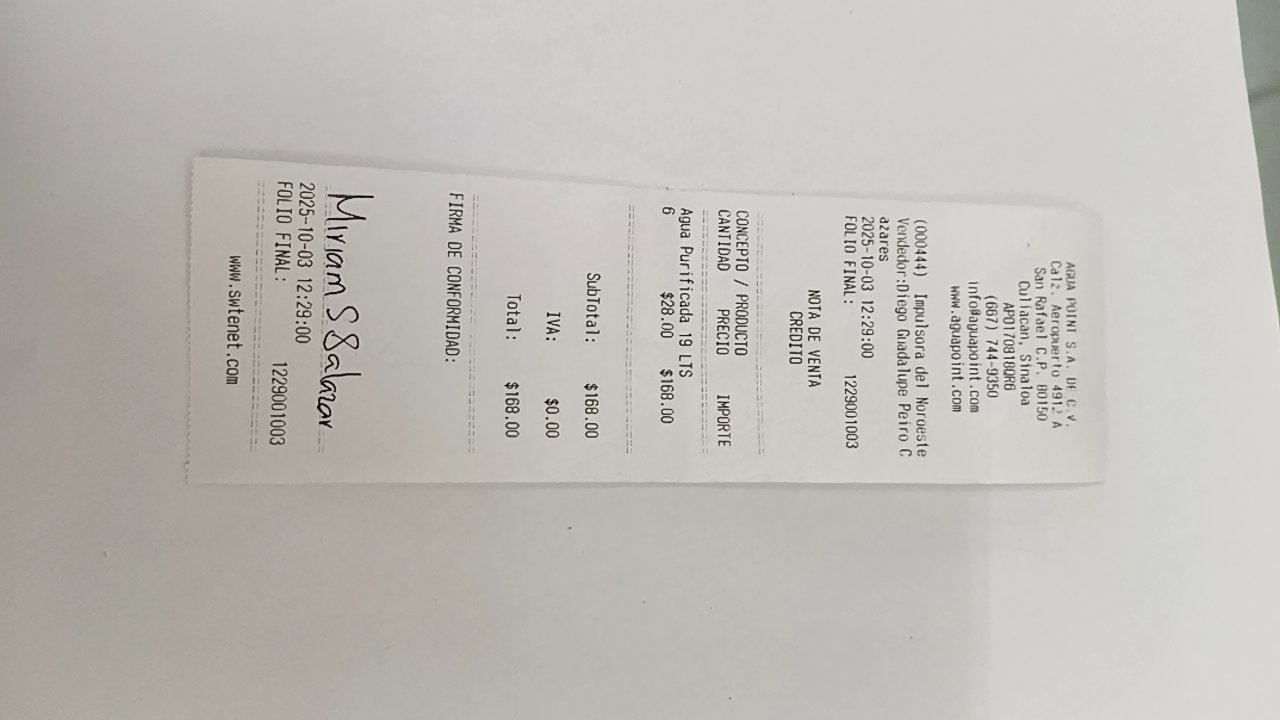 AGUA POINT S.A. DE C.V.
Calz. Aeropuerto 4912 A
San Rafael C.P. 80150
Culiacan, Sinaloa
APO170818QR6
(667) 744-9350
info@aguapoint.com
www.aguapoint.com
(000444) Impulsora del Noroeste
Vendedor:Diego Guadalupe Peiro C
azares
2025-10-03 12:29:00
FOLIO FINAL: 1229001003
NOTA DE VENTA
CREDITO
CONCEPTO / PRODUCTO
CANTIDAD PRECIO IMPORTE
Agua Purificada 19 LTS
6 $28.00 $168.00
SubTotal: $168.00
IVA: $0.00
Total: $168.00
FIRMA DE CONFORMIDAD:
Miriam S Salazar
2025-10-03 12:29:00
FOLIO FINAL: 1229001003
www.swtenet.com